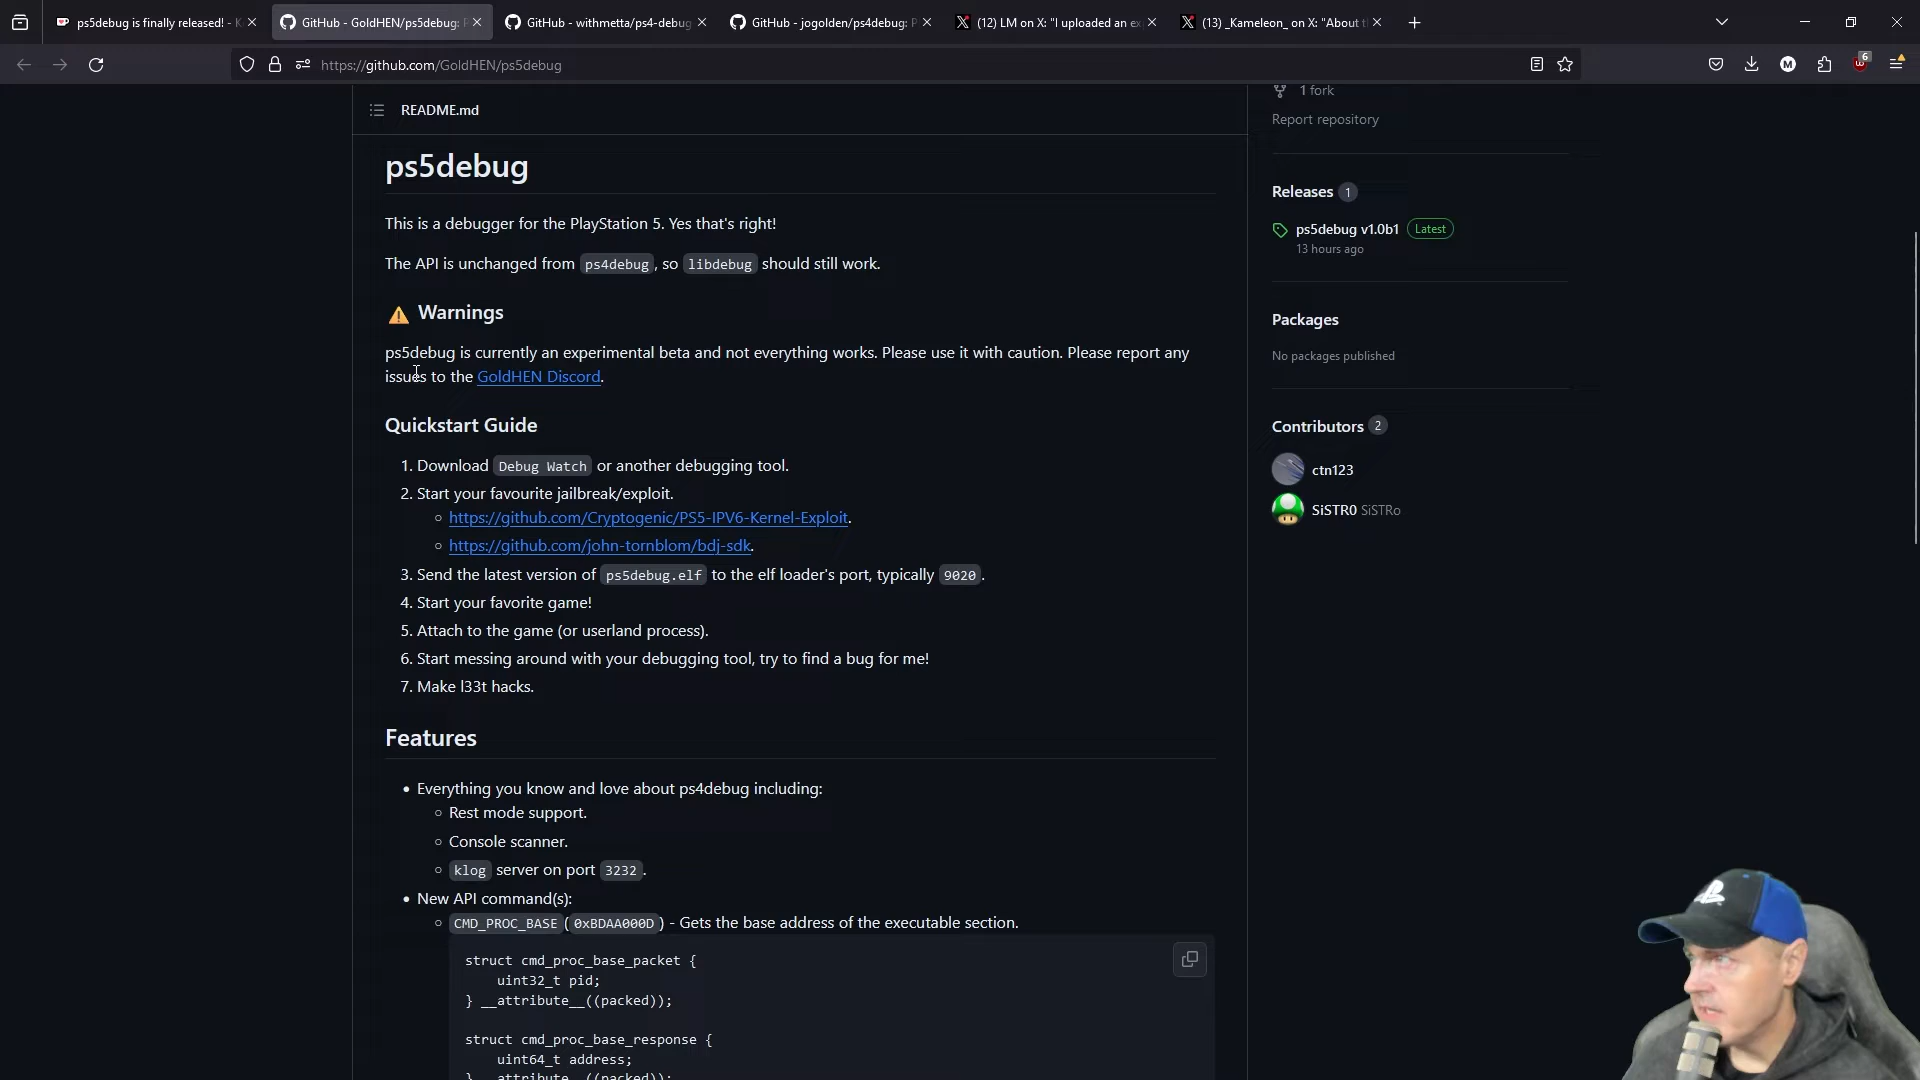 ps5debug is finally released! - K
GitHub - GoldHEN/ps5debug: P
GitHub - withmetta/ps4-debug
GitHub - jogolden/ps4debug: P
(12) LM on X: "I uploaded an ex
(13) _Kameleon_ on X: "About t
https://github.com/GoldHEN/ps5debug
6
README.md
ps5debug
This is a debugger for the PlayStation 5. Yes that's right!
The API is unchanged from ps4debug, so libdebug should still work.
Warnings
ps5debug is currently an experimental beta and not everything works. Please use it with caution. Please report any
issues to the GoldHEN Discord.
Quickstart Guide
1. Download Debug Watch or another debugging tool.
2. Start your favourite jailbreak/exploit.
https://github.com/Cryptogenic/PS5-IPV6-Kernel-Exploit.
https://github.com/john-tornblom/bdj-sdk.
3. Send the latest version of ps5debug.elf to the elf loader's port, typically 9020.
4. Start your favorite game!
5. Attach to the game (or userland process).
6. Start messing around with your debugging tool, try to find a bug for me!
7. Make l33t hacks.
Features
Everything you know and love about ps4debug including:
Rest mode support.
Console scanner.
klog server on port 3232.
New API command(s):
CMD_PROC_BASE(0xBDAA000D) - Gets the base address of the executable section.
struct cmd_proc_base_packet {
uint32_t pid;
} __attribute__((packed));
struct cmd_proc_base_response {
uint64_t address;
} __attribute__((packed));
1 fork
Report repository
Releases 1
ps5debug v1.0b1 Latest
13 hours ago
Packages
No packages published
Contributors 2
ctn123
SiSTR0 SiSTRo